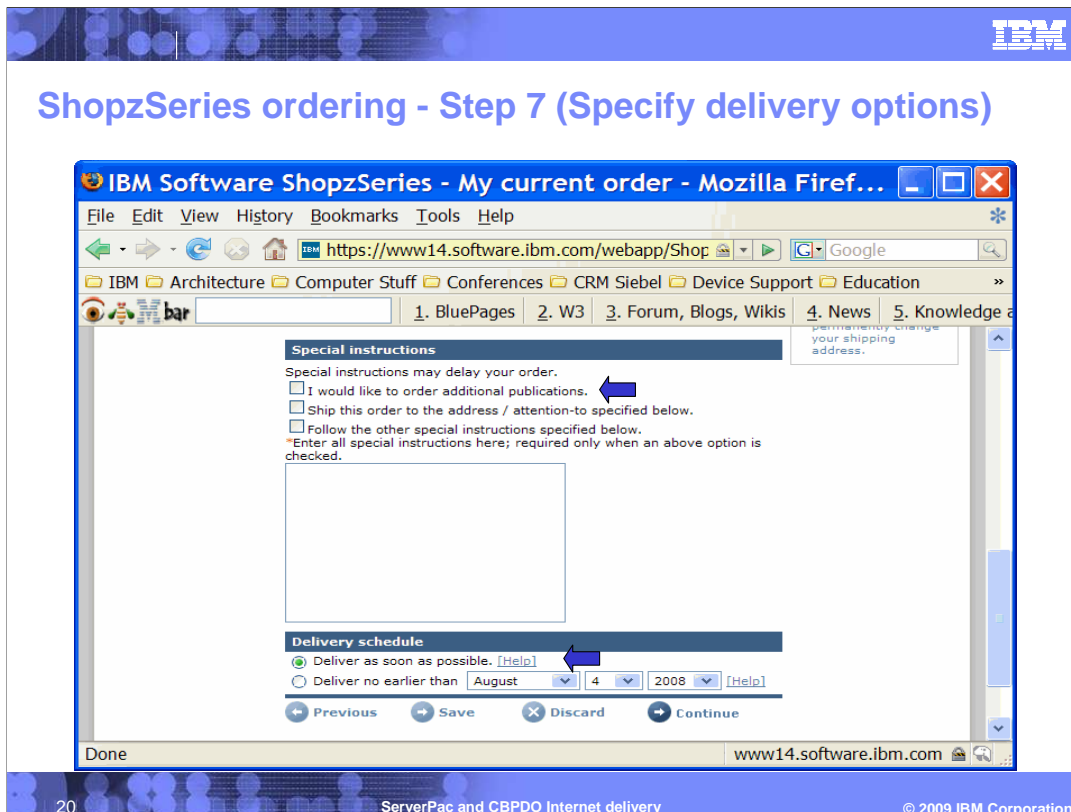 IBM
ShopzSeries ordering - Step 7 (Specify delivery options)
IBM Software ShopzSeries - My current order - Mozilla Firef...
File Edit View History Bookmarks Tools Help
IBM https://www14.software.ibm.com/webapp/Shop G Google
IBM Architecture Computer Stuff Conferences CRM Siebel Device Support Education »
bar 1. BluePages 2. W3 3. Forum, Blogs, Wikis 4. News 5. Knowledge a
permanently change
your shipping
address.
Special instructions
Special instructions may delay your order.
I would like to order additional publications.
Ship this order to the address / attention-to specified below.
Follow the other special instructions specified below.
*Enter all special instructions here; required only when an above option is
checked.
Delivery schedule
Deliver as soon as possible. [Help]
Deliver no earlier than August 4 2008 [Help]
Previous Save Discard Continue
Done www14.software.ibm.com
20 ServerPac and CBPDO Internet delivery © 2009 IBM Corporation